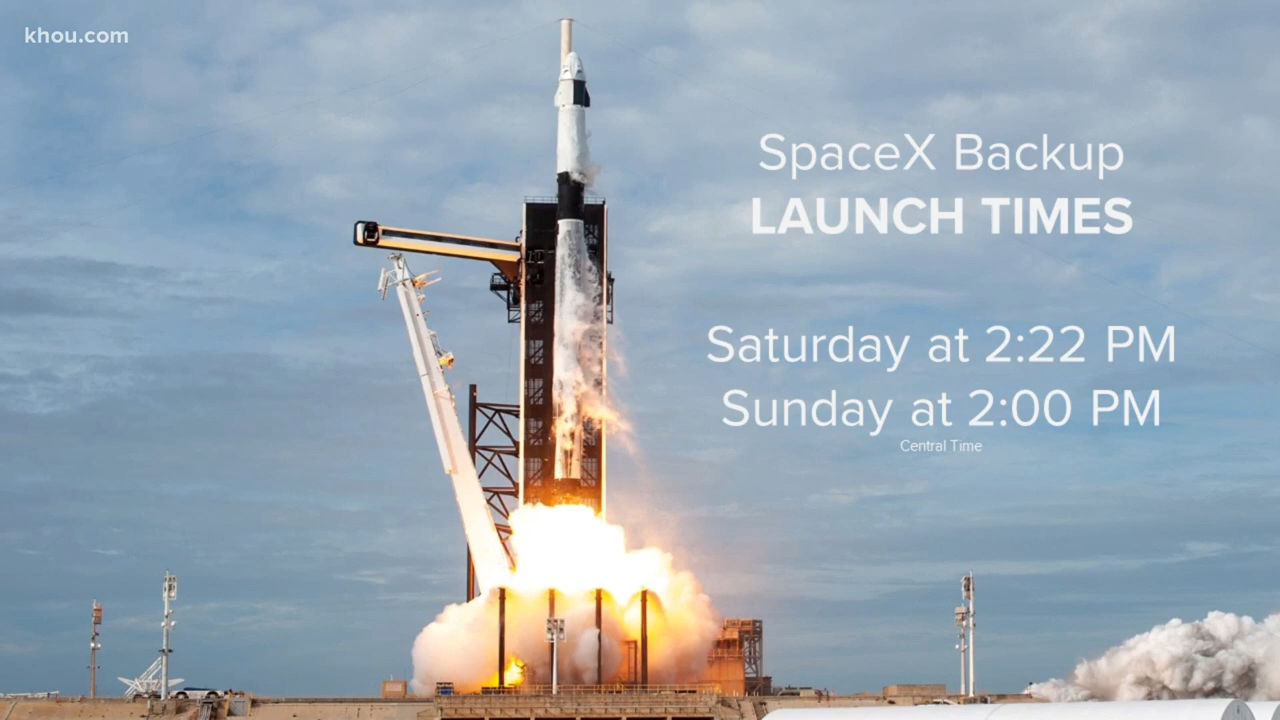 khou.com
SpaceX Backup
LAUNCH TIMES
Saturday at 2:22 PM
Sunday at 2:00 PM
Central Time